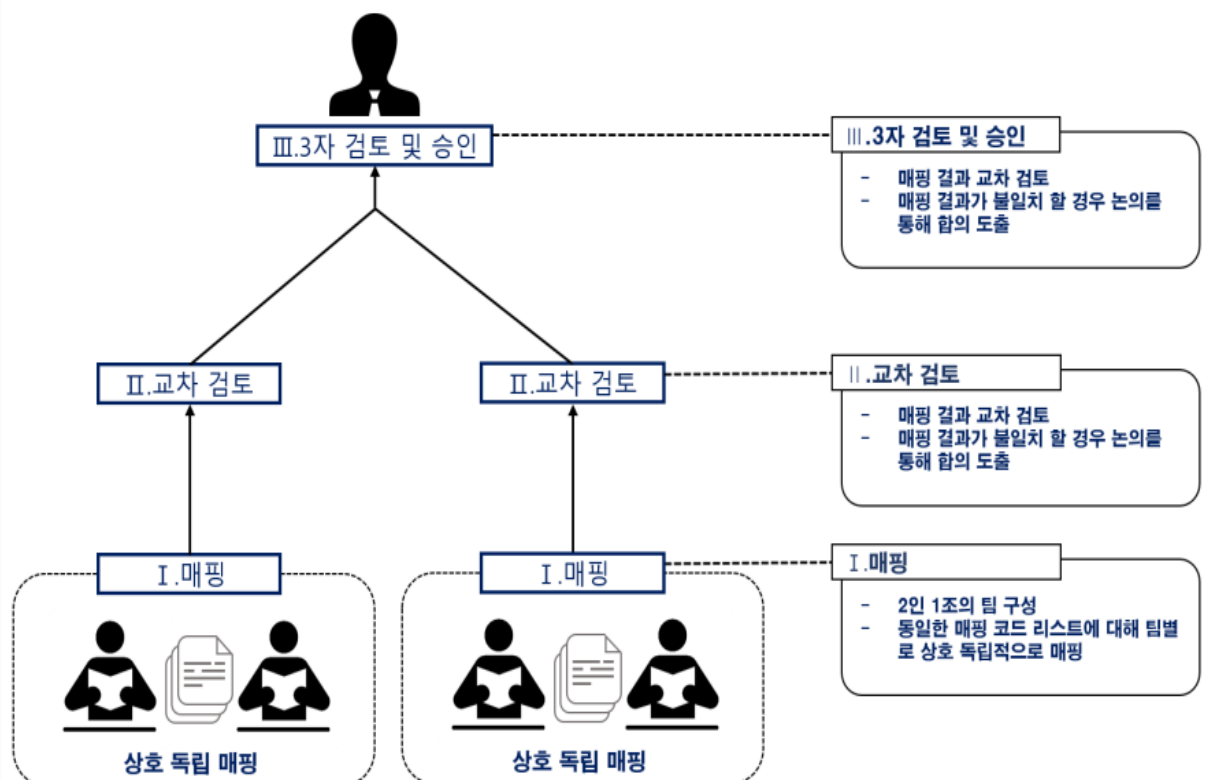 Ⅲ.3자 검토 및 승인
Ⅲ.3자 검토 및 승인
- 매핑 결과 교차 검토
- 매핑 결과가 불일치 할 경우 논의를
통해 합의 도출
Ⅱ.교차 검토
Ⅱ.교차 검토
Ⅱ.교차 검토
- 매핑 결과 교차 검토
- 매핑 결과가 불일치 할 경우 논의를
통해 합의 도출
Ⅰ.매핑
Ⅰ.매핑
Ⅰ.매핑
- 2인 1조의 팀 구성
- 동일한 매핑 코드 리스트에 대해 팀별
로 상호 독립적으로 매핑
상호 독립 매핑
상호 독립 매핑